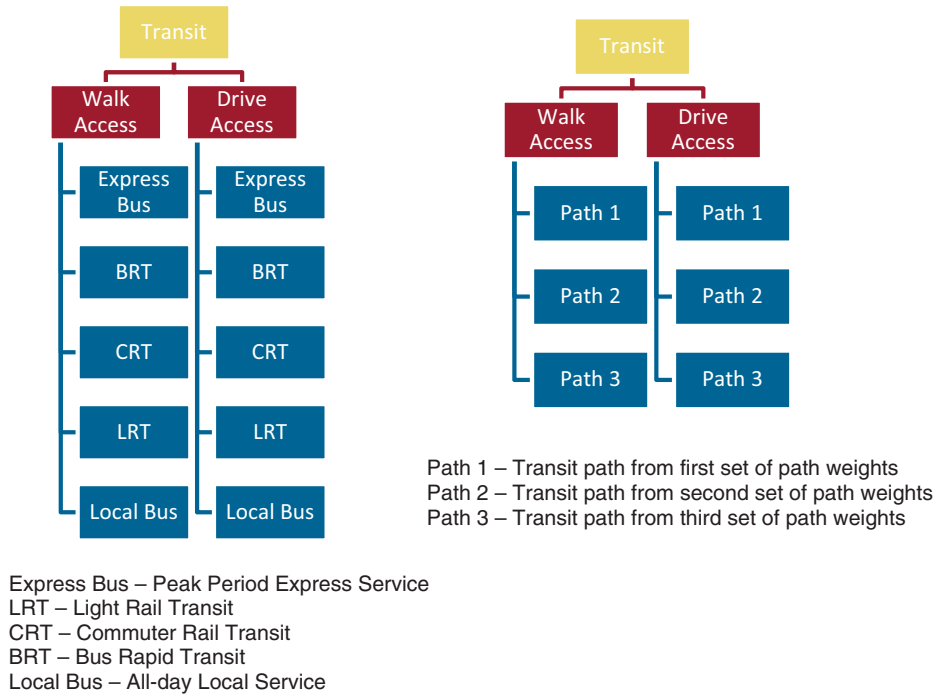 Transit
Walk
Access
Drive
Access
Express
Bus
Express
Bus
BRT
BRT
CRT
CRT
LRT
LRT
Local Bus
Local Bus
Express Bus – Peak Period Express Service
LRT – Light Rail Transit
CRT – Commuter Rail Transit
BRT – Bus Rapid Transit
Local Bus – All-day Local Service
Transit
Walk
Access
Drive
Access
Path 1
Path 1
Path 2
Path 2
Path 3
Path 3
Path 1 – Transit path from first set of path weights
Path 2 – Transit path from second set of path weights
Path 3 – Transit path from third set of path weights